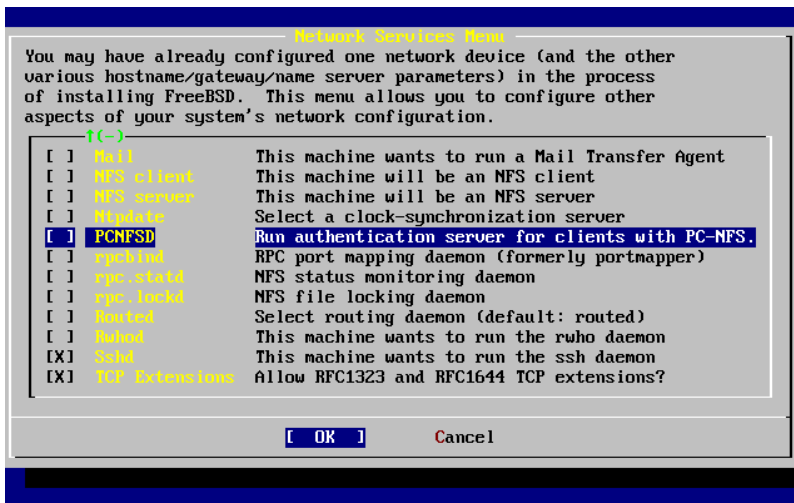 Network Services Menu
You may have already configured one network device (and the other
various hostname/gateway/name server parameters) in the process
of installing FreeBSD.  This menu allows you to configure other
aspects of your system's network configuration.
↑(-)
[ ] Mail This machine wants to run a Mail Transfer Agent
[ ] NFS client This machine will be an NFS client
[ ] NFS server This machine will be an NFS server
[ ] Ntpdate Select a clock-synchronization server
[ ] PCNFSD Run authentication server for clients with PC-NFS.
[ ] rpcbind RPC port mapping daemon (formerly portmapper)
[ ] rpc.statd NFS status monitoring daemon
[ ] rpc.lockd NFS file locking daemon
[ ] Routed Select routing daemon (default: routed)
[ ] Rwhod This machine wants to run the rwho daemon
[X] Sshd This machine wants to run the ssh daemon
[X] TCP Extensions Allow RFC1323 and RFC1644 TCP extensions?
[ OK ] Cancel